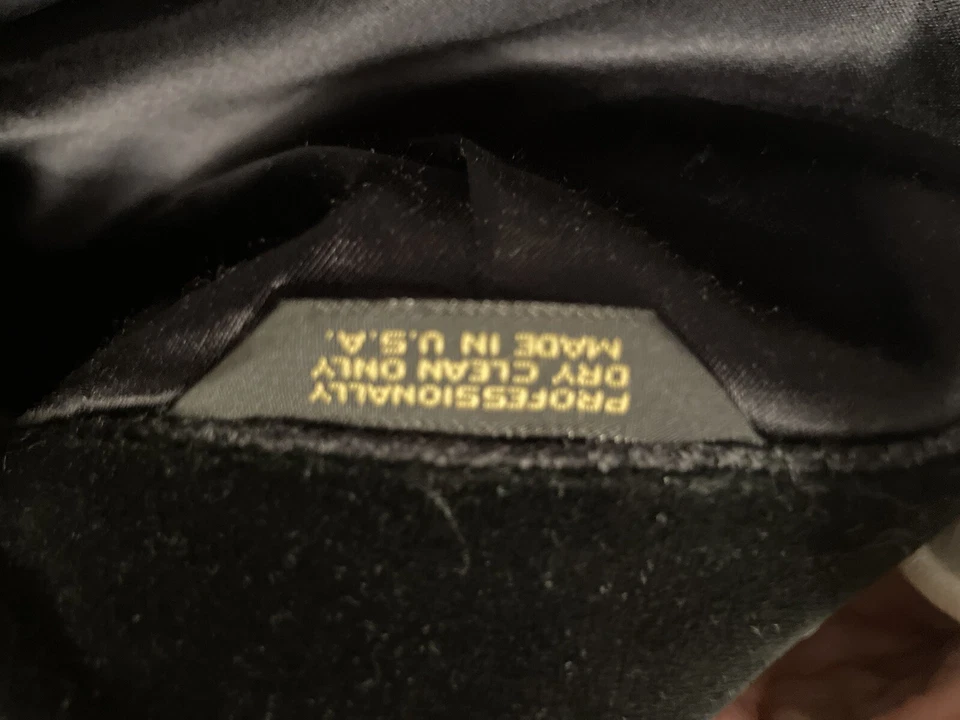 PROFESSIONALLY
DRY CLEAN ONLY
MADE IN U.S.A.